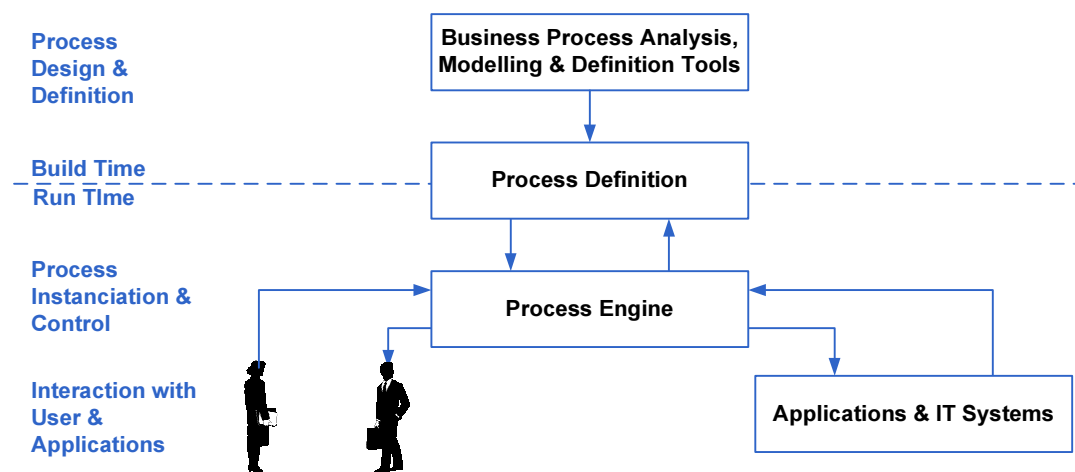 Process
Design &
Definition
Business Process Analysis,
Modelling & Definition Tools
Build Time
Run TIme
Process Definition
Process
Instanciation &
Control
Process Engine
Interaction with
User &
Applications
Applications & IT Systems